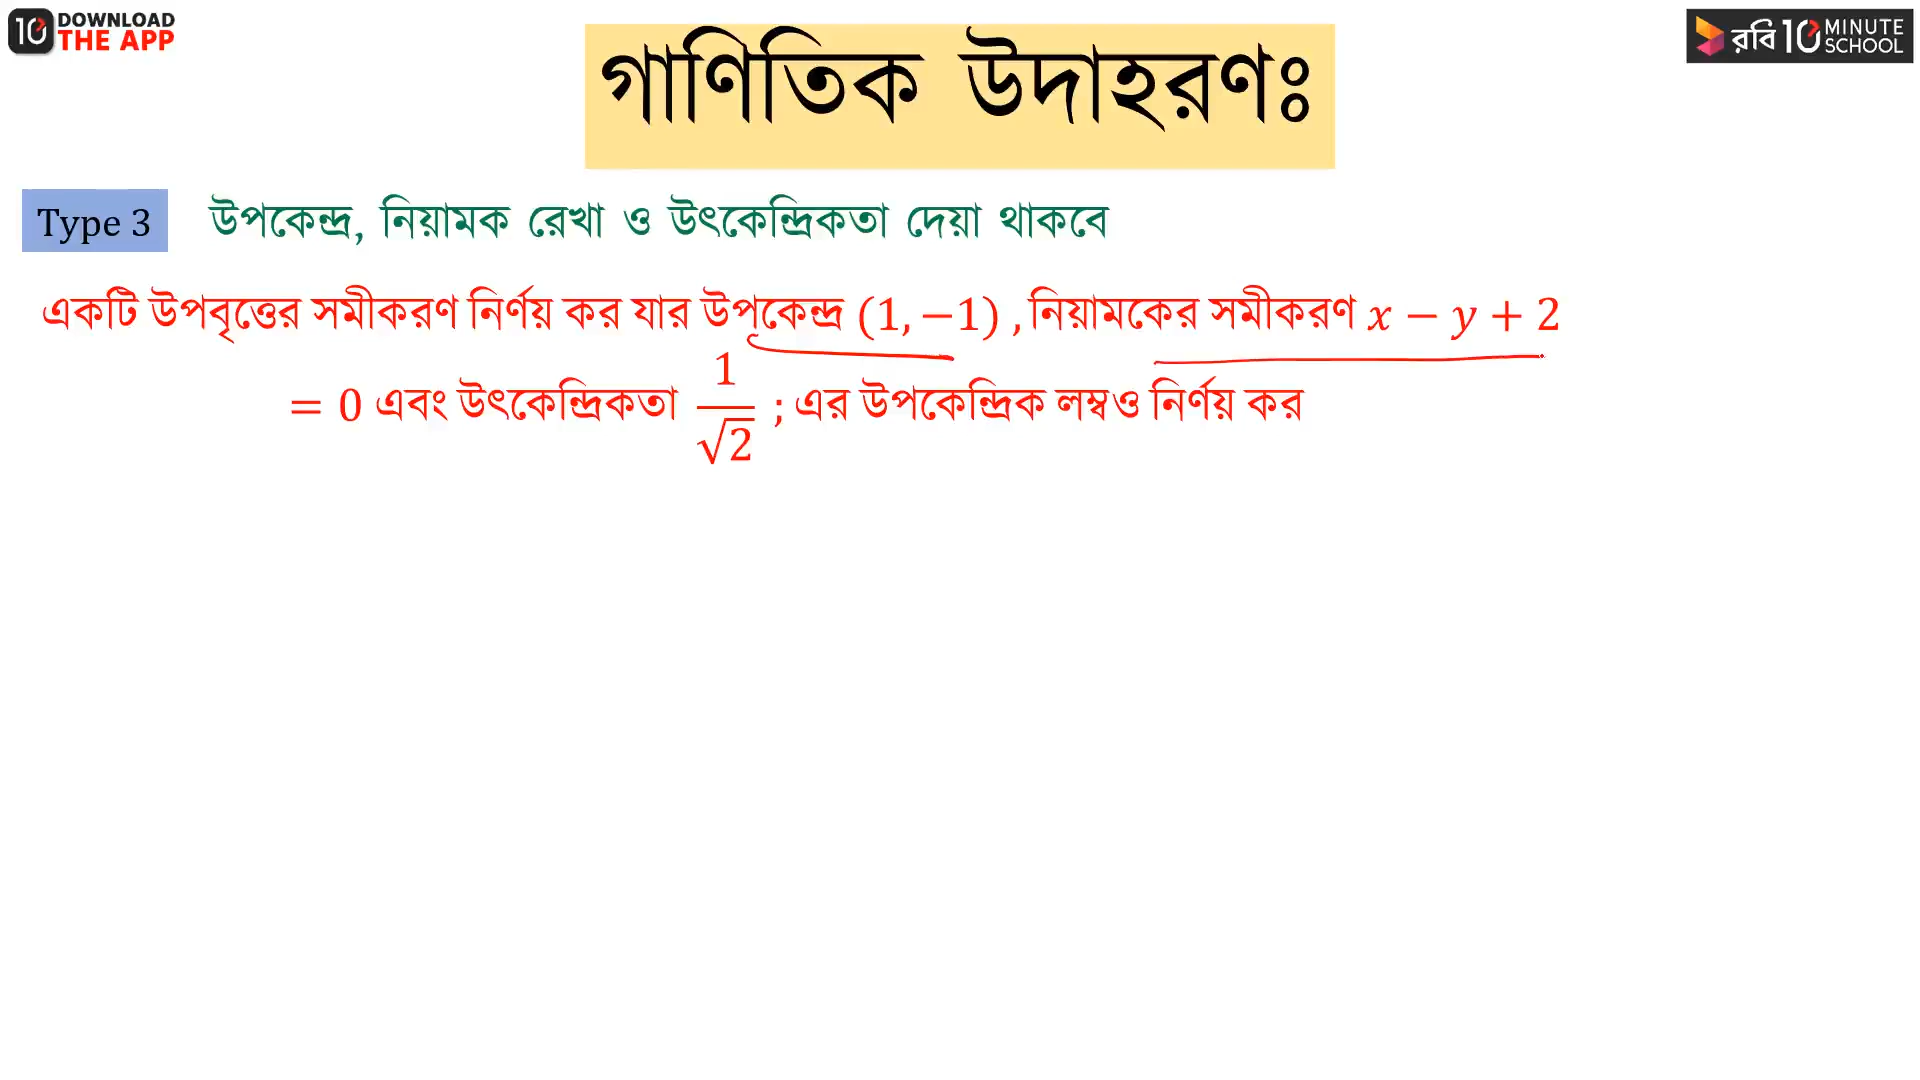 10 DOWNLOAD THE APP
রবি 10 MINUTE SCHOOL
গাণিতিক উদাহরণঃ
Type 3 উপকেন্দ্র, নিয়ামক রেখা ও উৎকেন্দ্রিকতা দেয়া থাকবে
একটি উপবৃত্তের সমীকরণ নির্ণয় কর যার উপকেন্দ্র (1, −1) , নিয়ামকের সমীকরণ x − y + 2
= 0 এবং উৎকেন্দ্রিকতা 1/√2 ; এর উপকেন্দ্রিক লম্বও নির্ণয় কর